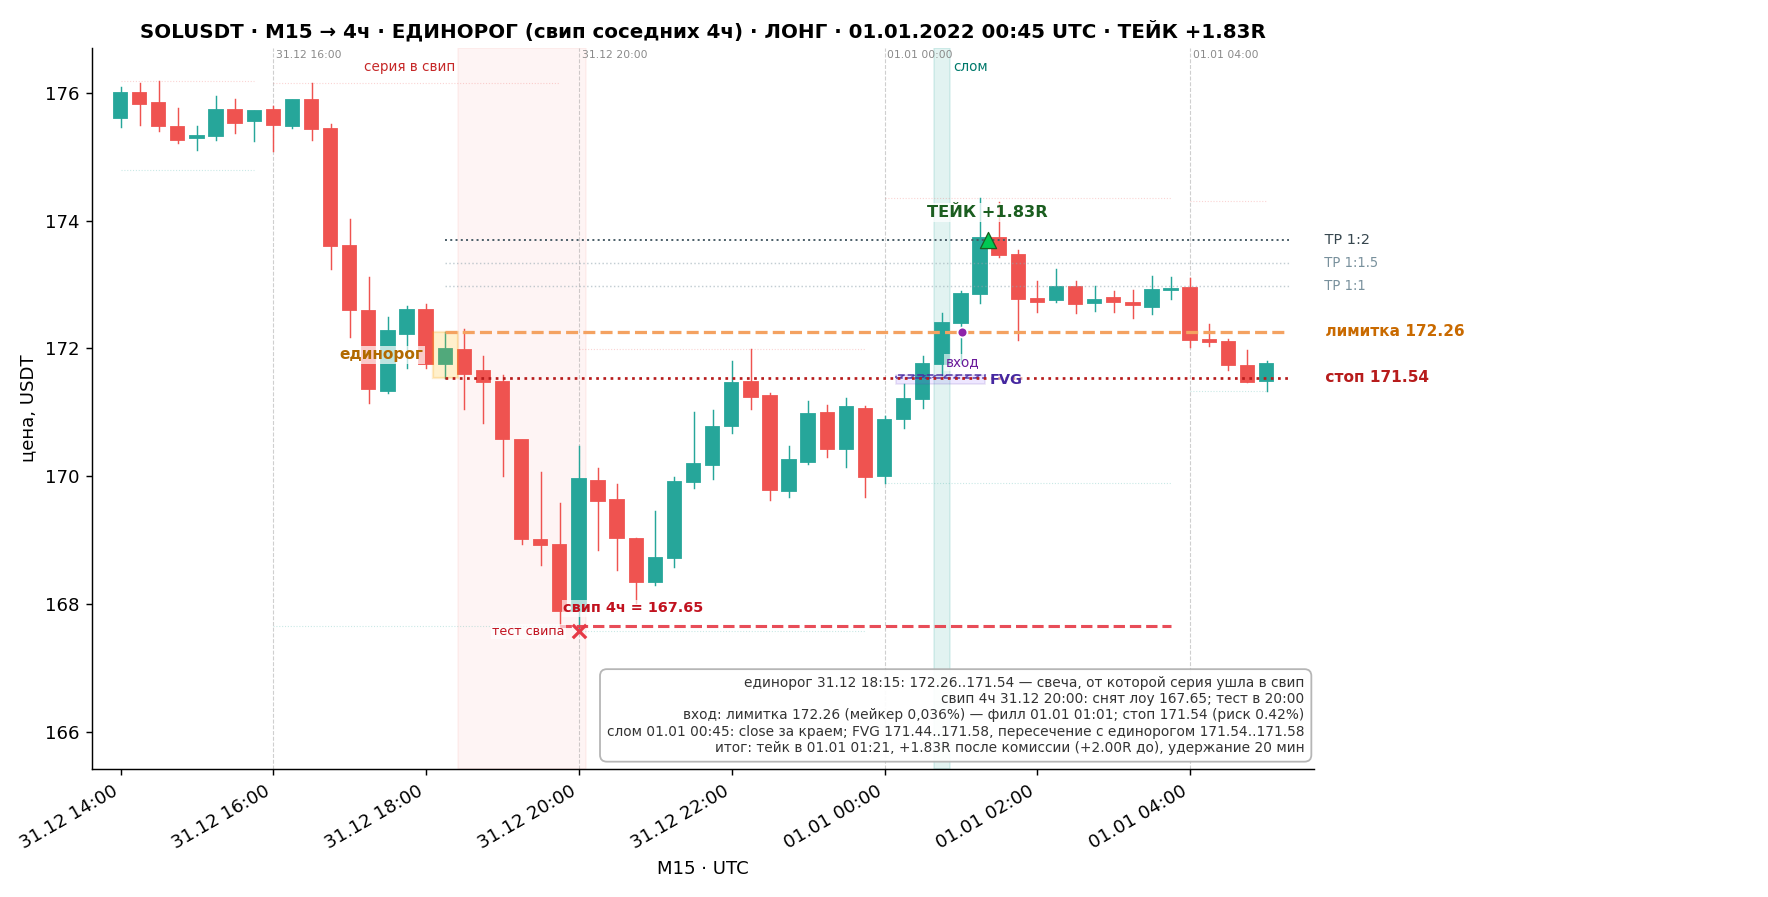 SOLUSDT · M15 → 4ч · ЕДИНОРОГ (свип соседних 4ч) · ЛОНГ · 01.01.2022 00:45 UTC · ТЕЙК +1.83R
31.12 16:00
31.12 20:00
01.01 00:00
01.01 04:00
серия в свип
слом
176
174
172
170
168
166
цена, USDT
ТЕЙК +1.83R
TP 1:2
TP 1:1.5
TP 1:1
лимитка 172.26
единорог
вход
FVG
стоп 171.54
свип 4ч = 167.65
тест свипа
единорог 31.12 18:15: 172.26..171.54 — свеча, от которой серия ушла в свип
свип 4ч 31.12 20:00: снят лоу 167.65; тест в 20:00
вход: лимитка 172.26 (мейкер 0,036%) — филл 01.01 01:01; стоп 171.54 (риск 0.42%)
слом 01.01 00:45: close за краем; FVG 171.44..171.58, пересечение с единорогом 171.54..171.58
итог: тейк в 01.01 01:21, +1.83R после комиссии (+2.00R до), удержание 20 мин
31.12 14:00
31.12 16:00
31.12 18:00
31.12 20:00
31.12 22:00
01.01 00:00
01.01 02:00
01.01 04:00
M15 · UTC